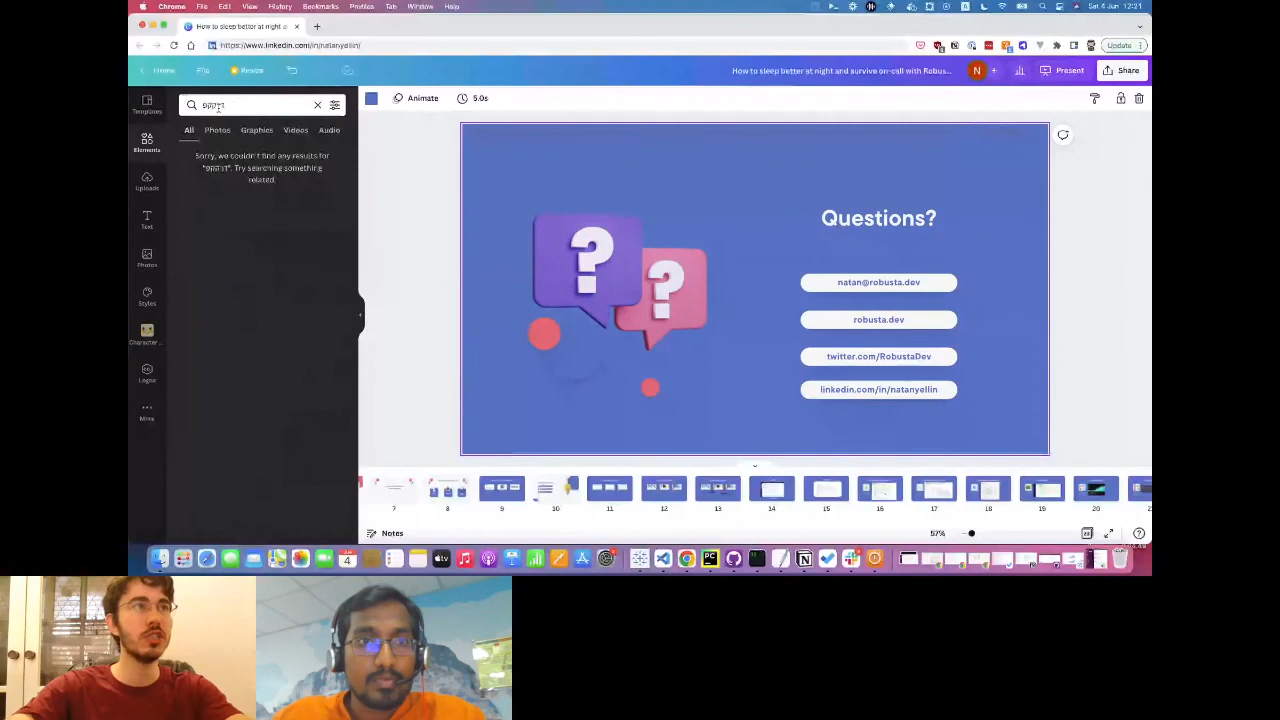 Chrome File Edit View History Bookmarks Profiles Tab Window Help
Sat 4 Jun 12:21
How to sleep better at night a
https://www.linkedin.com/in/natanyellin/
Update
Home File Resize
How to sleep better at night and survive on-call with Robus...
N + Present Share
Templates
Elements
Uploads
Text
Photos
Styles
Character ...
Logos
More
All Photos Graphics Videos Audio
Sorry, we couldn't find any results for
Try searching something
related.
Animate 5.0s
Questions?
natan@robusta.dev
robusta.dev
twitter.com/RobustaDev
linkedin.com/in/natanyellin
7 8 9 10 11 12 13 14 15 16 17 18 19 20
Notes
57%